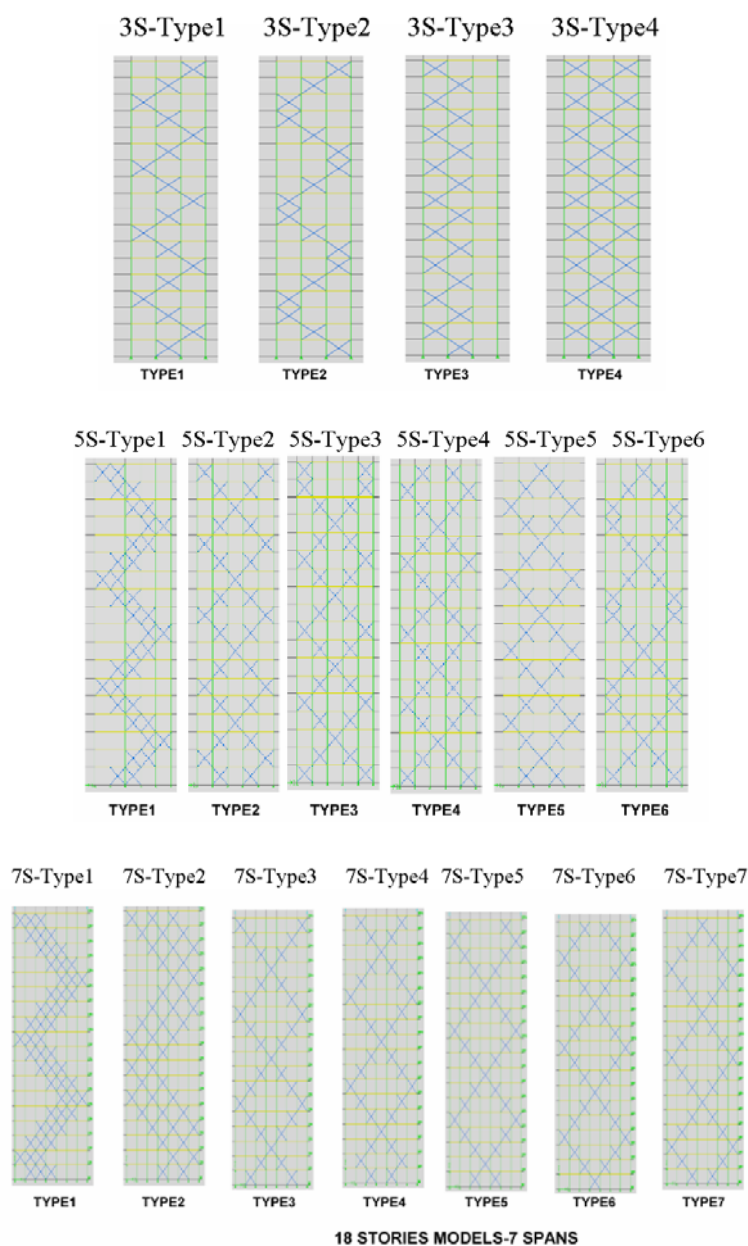 3S-Type1 3S-Type2 3S-Type3 3S-Type4
TYPE1 TYPE2 TYPE3 TYPE4
5S-Type1 5S-Type2 5S-Type3 5S-Type4 5S-Type5 5S-Type6
TYPE1 TYPE2 TYPE3 TYPE4 TYPE5 TYPE6
7S-Type1 7S-Type2 7S-Type3 7S-Type4 7S-Type5 7S-Type6 7S-Type7
TYPE1 TYPE2 TYPE3 TYPE4 TYPE5 TYPE6 TYPE7
18 STORIES MODELS-7 SPANS